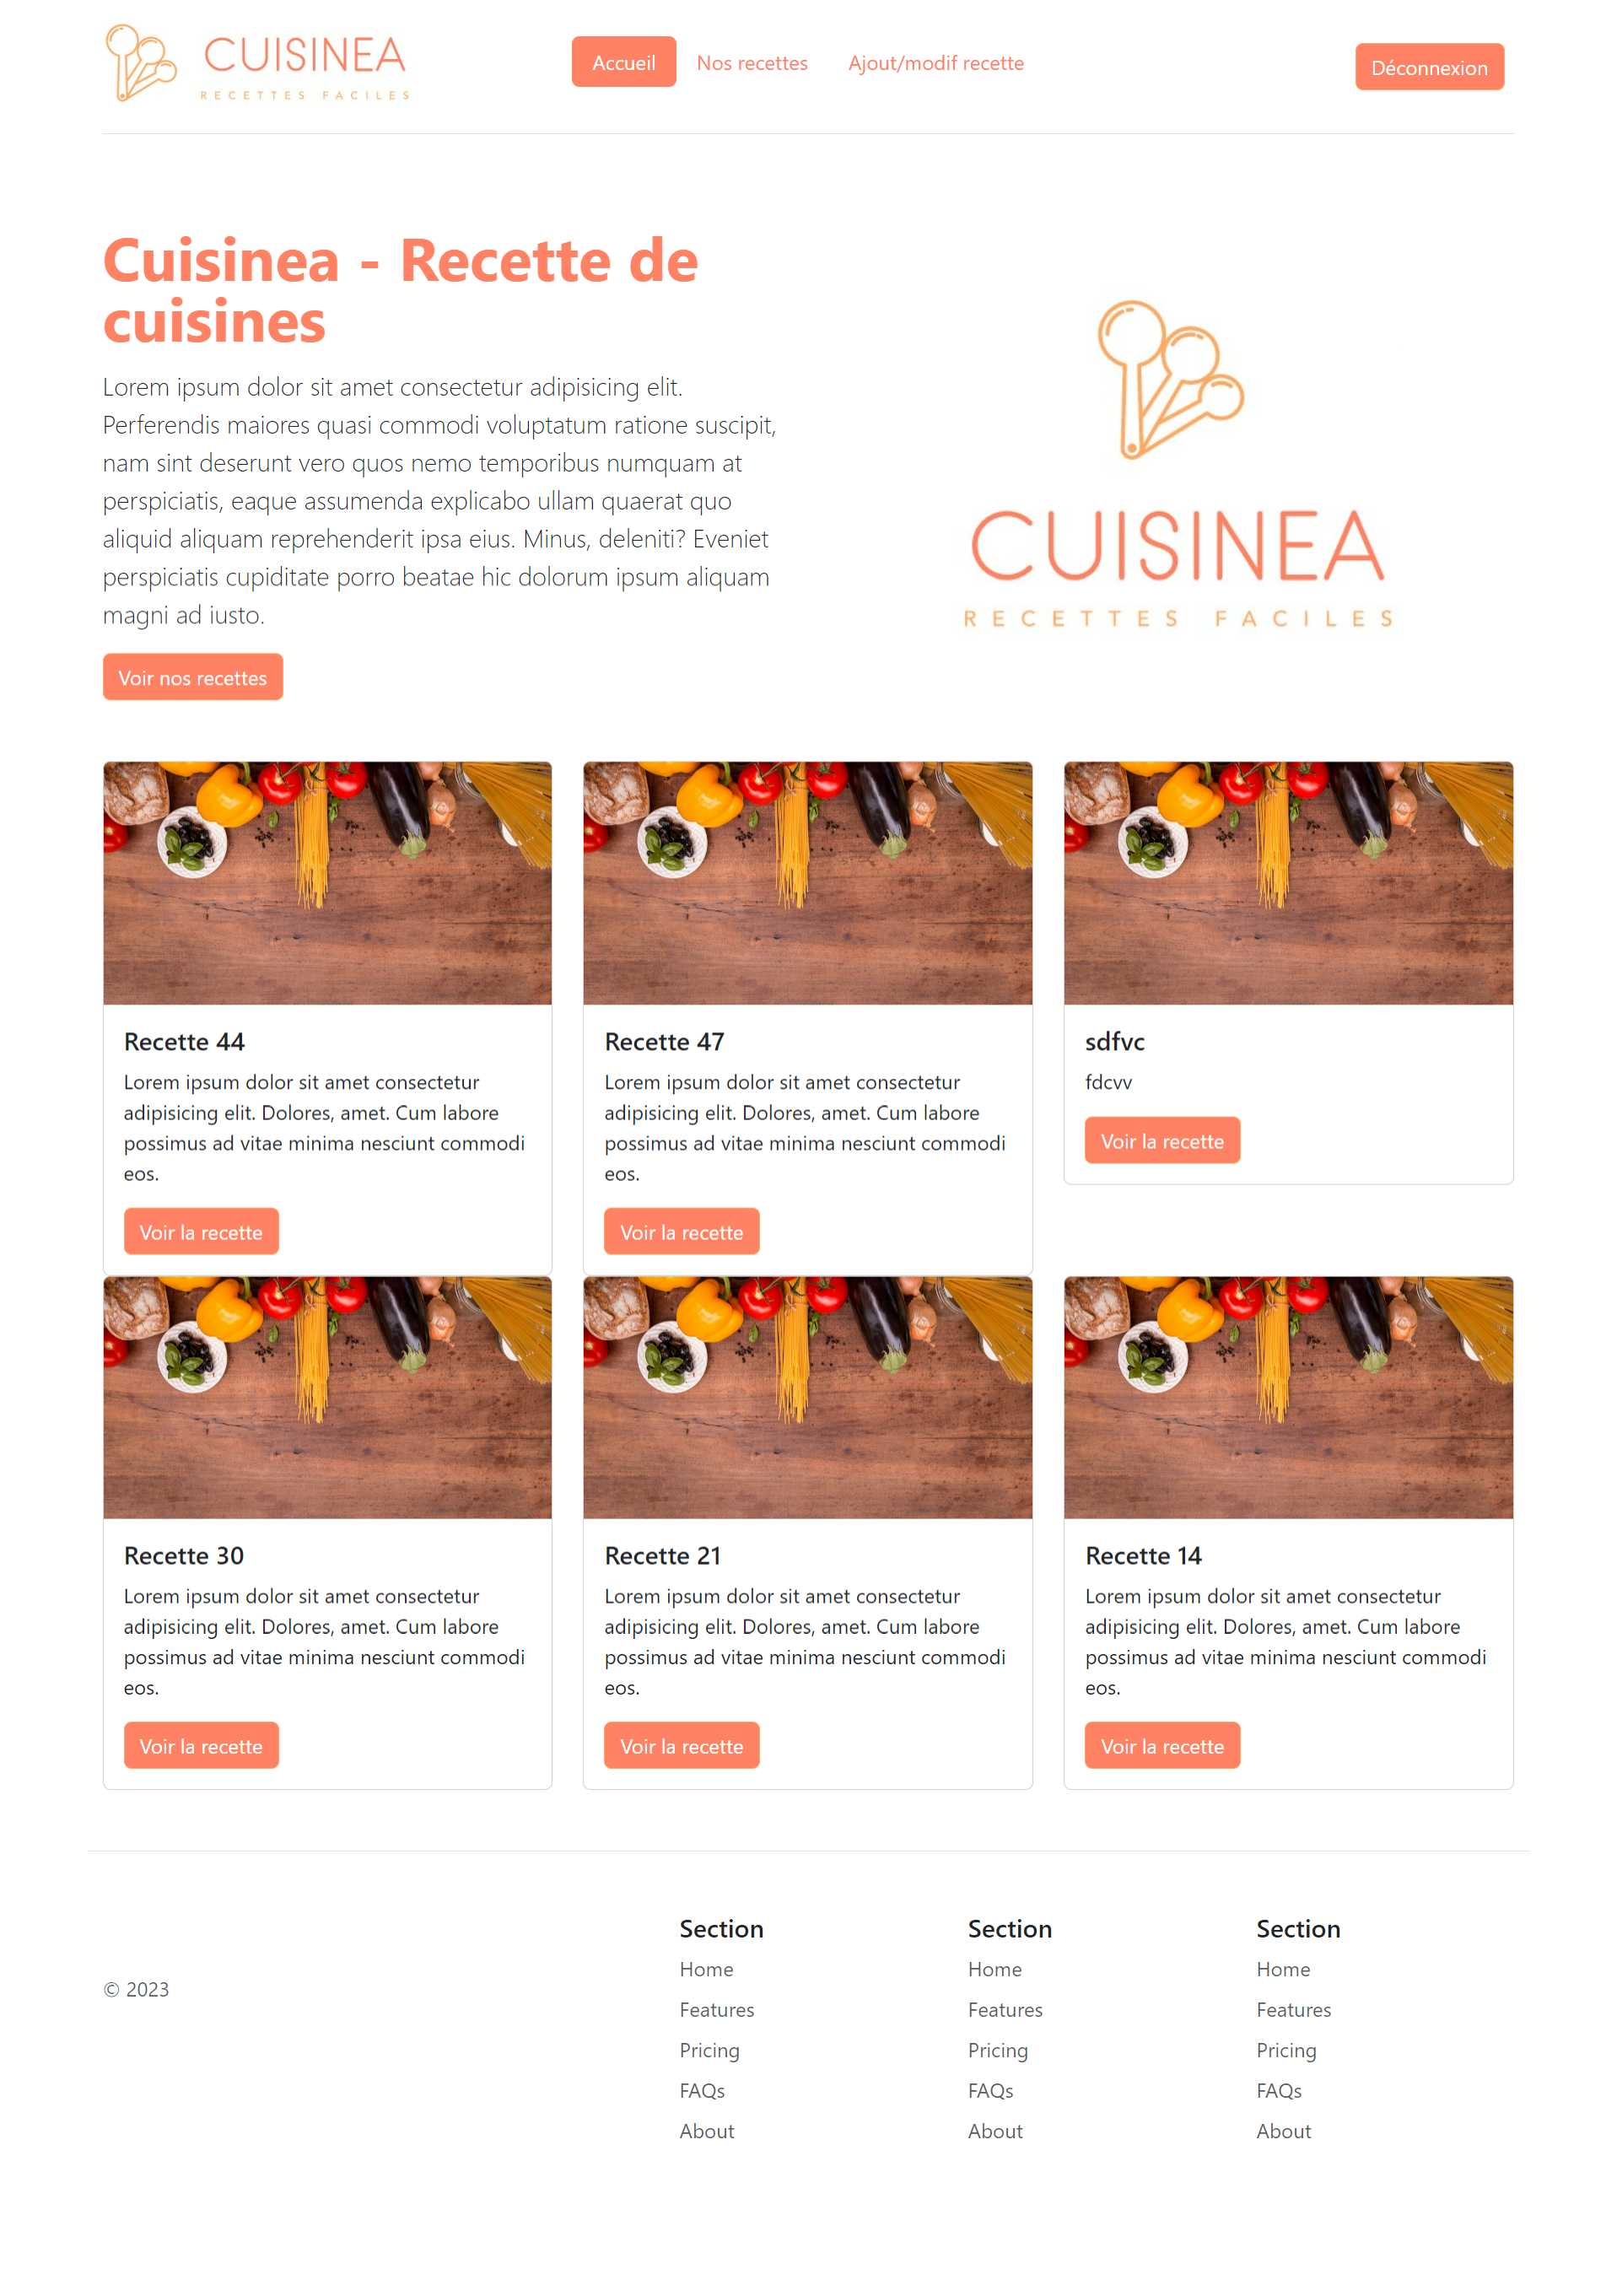 CUISINEA
RECETTES FACILES
Accueil
Nos recettes
Ajout/modif recette
Déconnexion
Cuisinea - Recette de
cuisines
Lorem ipsum dolor sit amet consectetur adipisicing elit.
Perferendis maiores quasi commodi voluptatum ratione suscipit,
nam sint deserunt vero quos nemo temporibus numquam at
perspiciatis, eaque assumenda explicabo ullam quaerat quo
aliquid aliquam reprehenderit ipsa eius. Minus, deleniti? Eveniet
perspiciatis cupiditate porro beatae hic dolorum ipsum aliquam
magni ad iusto.
Voir nos recettes
CUISINEA
RECETTES FACILES
Recette 44
Lorem ipsum dolor sit amet consectetur
adipisicing elit. Dolores, amet. Cum labore
possimus ad vitae minima nesciunt commodi
eos.
Voir la recette
Recette 47
Lorem ipsum dolor sit amet consectetur
adipisicing elit. Dolores, amet. Cum labore
possimus ad vitae minima nesciunt commodi
eos.
Voir la recette
sdfvc
fdcvv
Voir la recette
Recette 30
Lorem ipsum dolor sit amet consectetur
adipisicing elit. Dolores, amet. Cum labore
possimus ad vitae minima nesciunt commodi
eos.
Voir la recette
Recette 21
Lorem ipsum dolor sit amet consectetur
adipisicing elit. Dolores, amet. Cum labore
possimus ad vitae minima nesciunt commodi
eos.
Voir la recette
Recette 14
Lorem ipsum dolor sit amet consectetur
adipisicing elit. Dolores, amet. Cum labore
possimus ad vitae minima nesciunt commodi
eos.
Voir la recette
© 2023
Section
Home
Features
Pricing
FAQs
About
Section
Home
Features
Pricing
FAQs
About
Section
Home
Features
Pricing
FAQs
About